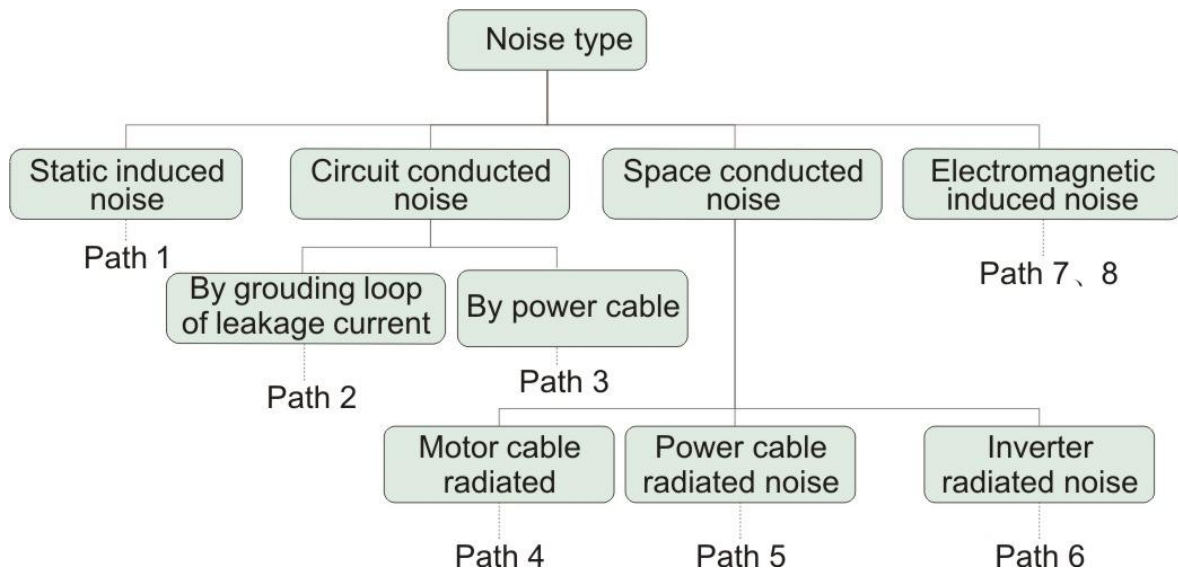 Noise type
Static induced
noise
Circuit conducted
noise
Space conducted
noise
Electromagnetic
induced noise
Path 1
By grouding loop
of leakage current
By power cable
Path 7、8
Path 2
Path 3
Motor cable
radiated
Power cable
radiated noise
Inverter
radiated noise
Path 4
Path 5
Path 6